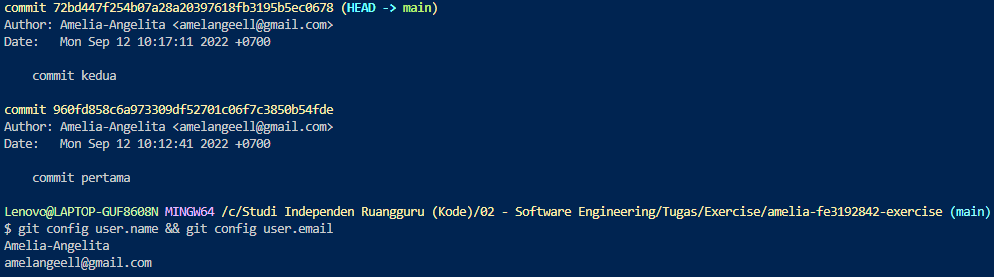 commit 72bd447f254b07a28a20397618fb3195b5ec0678 (HEAD -> main)
Author: Amelia-Angelita <amelangeell@gmail.com>
Date:   Mon Sep 12 10:17:11 2022 +0700
commit kedua
commit 960fd858c6a973309df52701c06f7c3850b54fde
Author: Amelia-Angelita <amelangeell@gmail.com>
Date:   Mon Sep 12 10:12:41 2022 +0700
commit pertama
Lenovo@LAPTOP-GUF8608N MINGW64 /c/Studi Independen Ruangguru (Kode)/02 - Software Engineering/Tugas/Exercise/amelia-fe3192842-exercise (main)
$ git config user.name && git config user.email
Amelia-Angelita
amelangeell@gmail.com